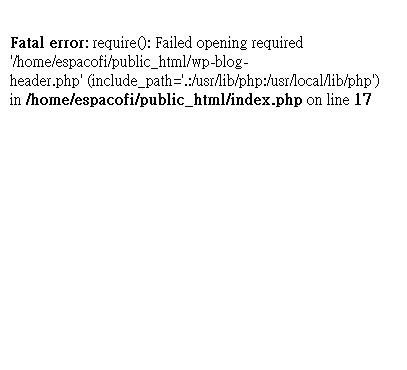 Fatal error: require(): Failed opening required
'/home/espacofi/public_html/wp-blog-
header.php' (include_path='.:/usr/lib/php:/usr/local/lib/php')
in /home/espacofi/public_html/index.php on line 17